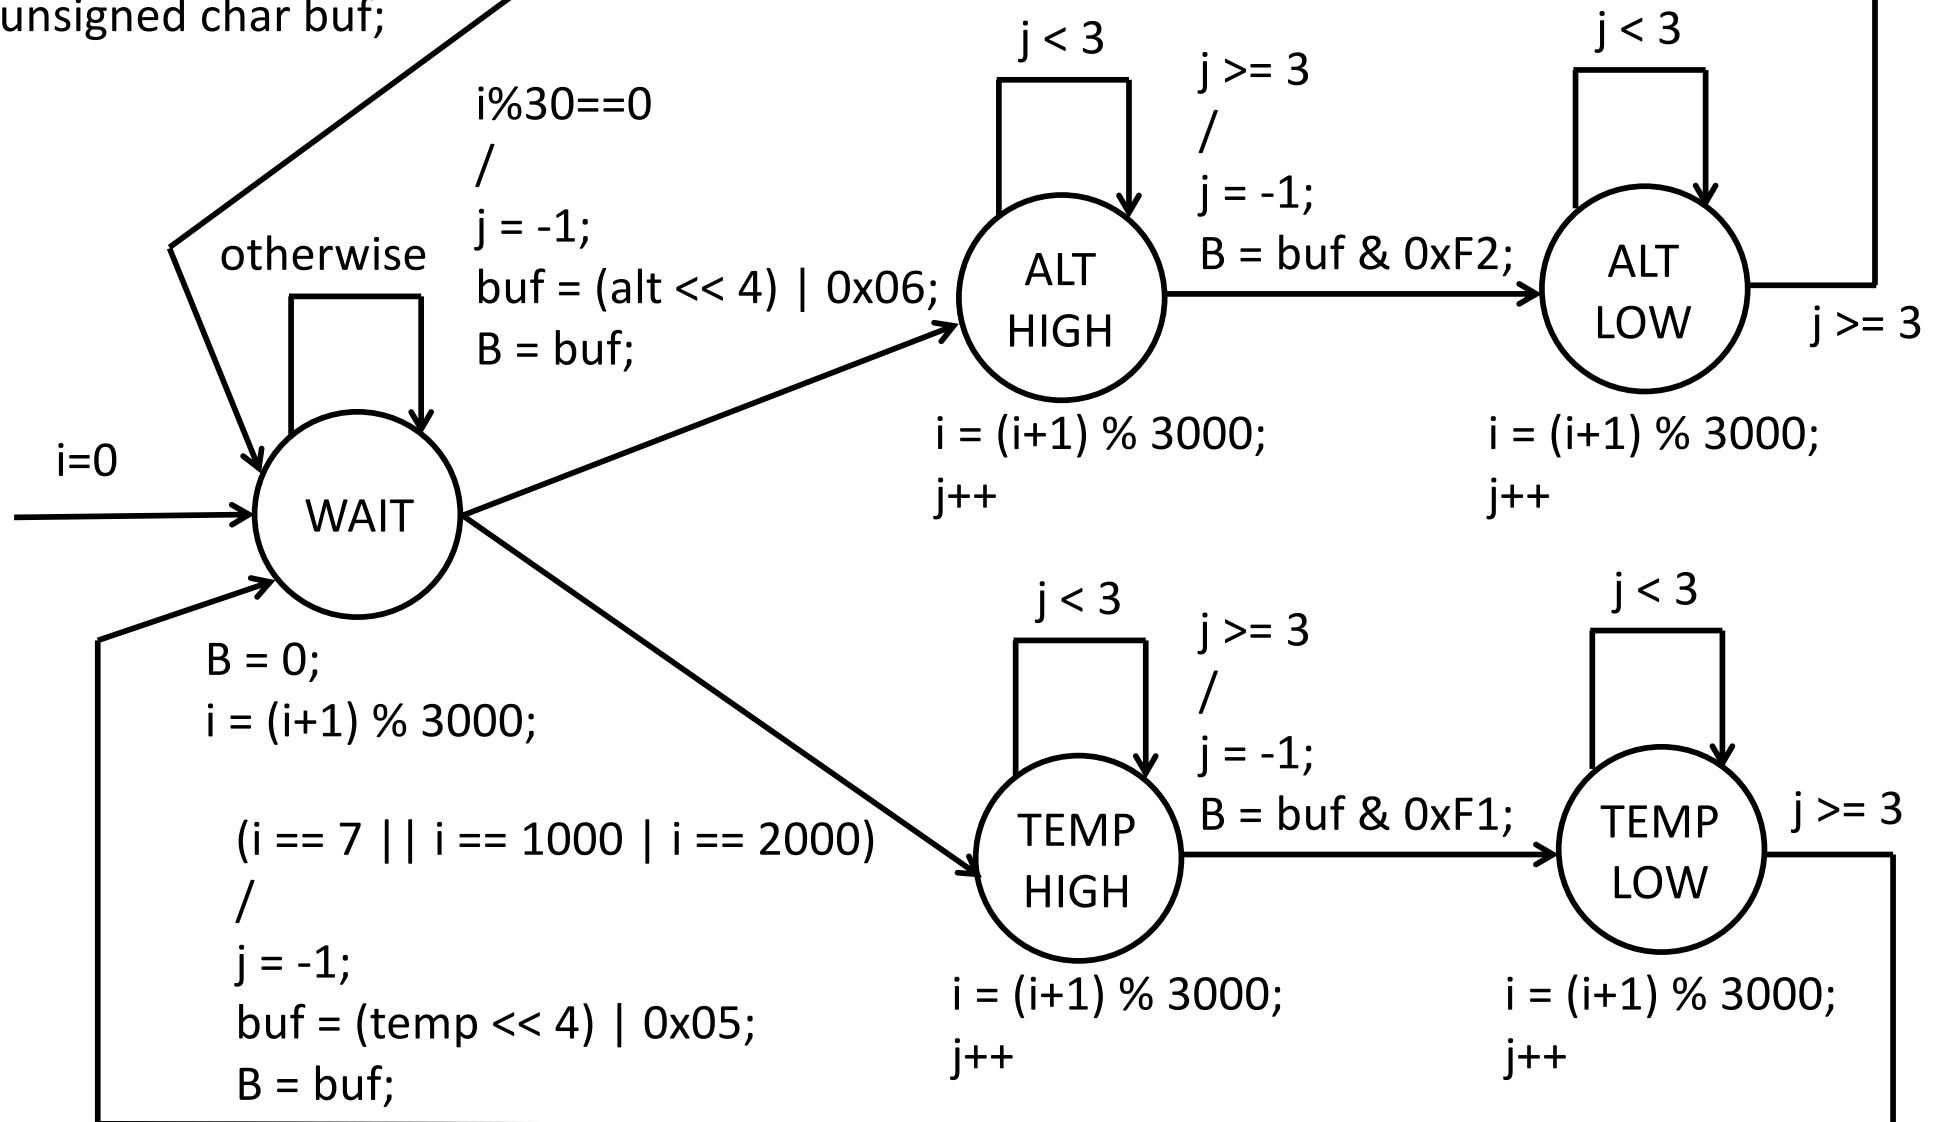 unsigned char buf;
i%30==0
/
j = -1;
buf = (alt << 4) | 0x06;
B = buf;
otherwise
i=0
WAIT
B = 0;
i = (i+1) % 3000;
j < 3
ALT
HIGH
i = (i+1) % 3000;
j++
j >= 3
/
j = -1;
B = buf & 0xF2;
j < 3
ALT
LOW
j >= 3
i = (i+1) % 3000;
j++
(i == 7 || i == 1000 | i == 2000)
/
j = -1;
buf = (temp << 4) | 0x05;
B = buf;
j < 3
TEMP
HIGH
i = (i+1) % 3000;
j++
j >= 3
/
j = -1;
B = buf & 0xF1;
j < 3
TEMP
LOW
j >= 3
i = (i+1) % 3000;
j++